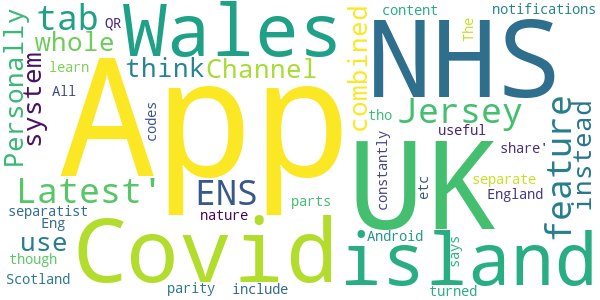 tab
QR
Wales
content
notifications
Personally
whole
combined
NHS
The
learn
system
think
Channel
All
App
codes
tho
Jersey
feature
instead
useful
share'
UK
constantly
etc
separate
England
Latest'
ENS
parts
separatist
nature
Eng
use
Covid
though
island
Android
says
Scotland
parity
include
turned